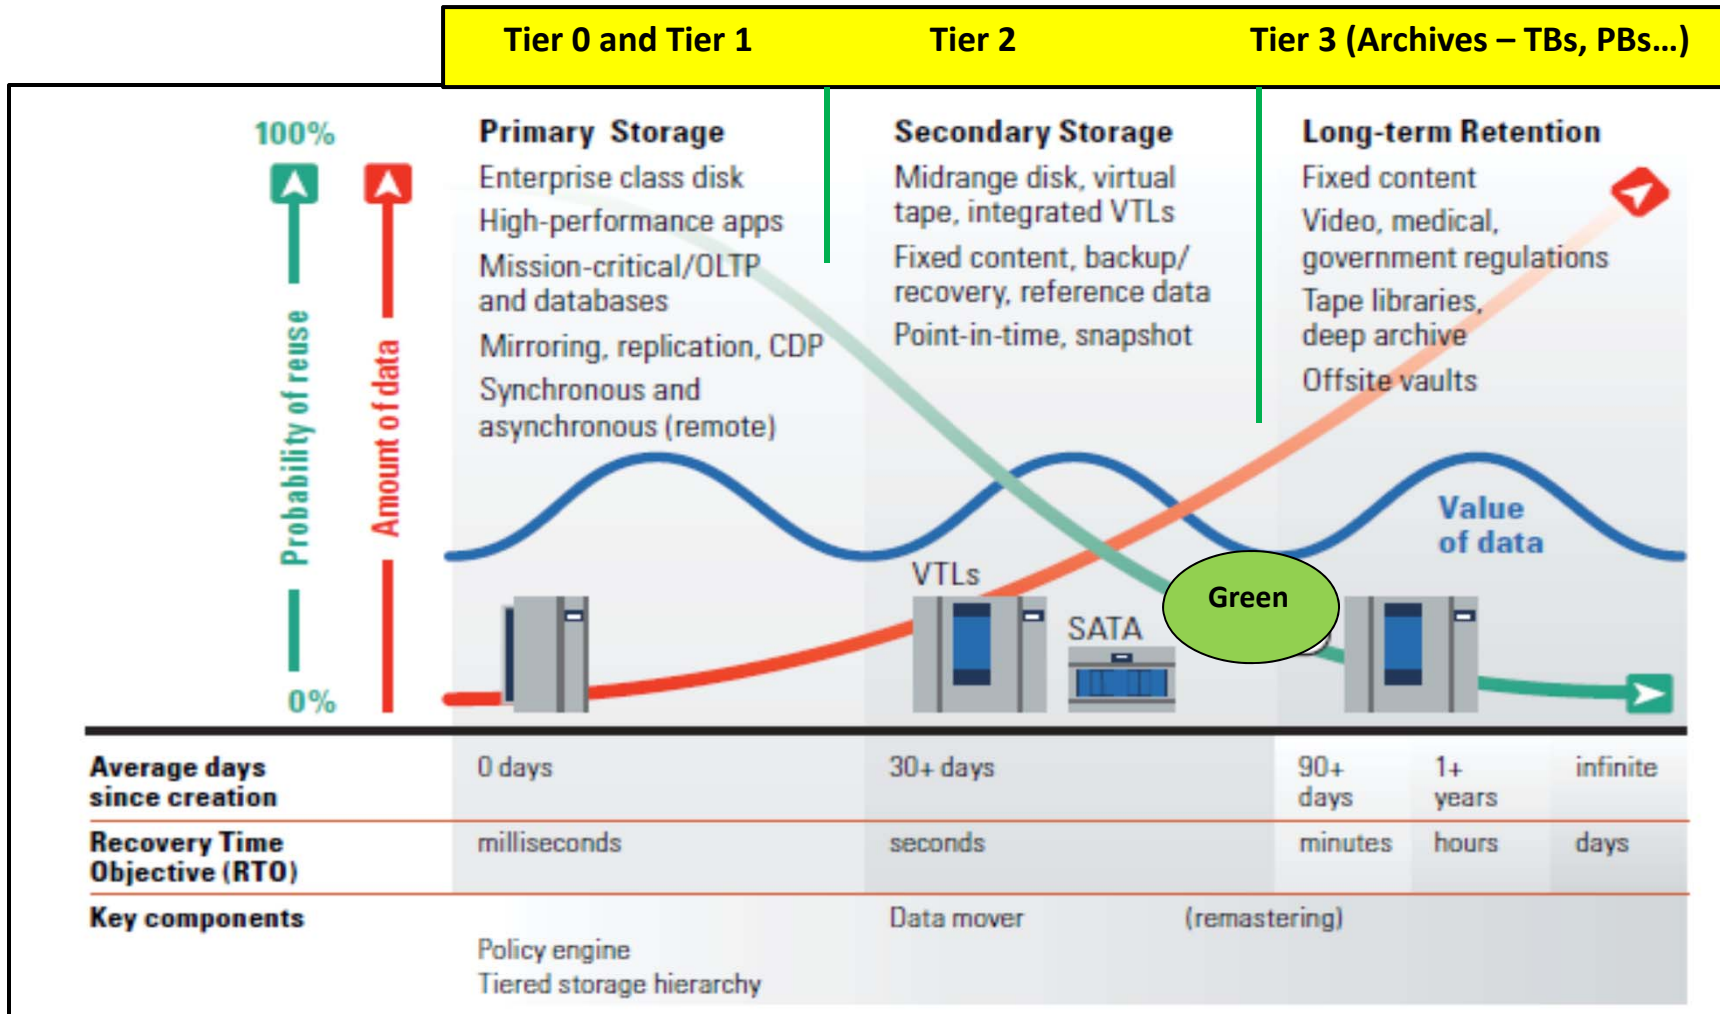 Tier 0 and Tier 1
Tier 2
Tier 3 (Archives – TBs, PBs…)
100%
Probability of reuse
0%
Amount of data
Primary Storage
Enterprise class disk
High-performance apps
Mission-critical/OLTP
and databases
Mirroring, replication, CDP
Synchronous and
asynchronous (remote)
Secondary Storage
Midrange disk, virtual
tape, integrated VTLs
Fixed content, backup/
recovery, reference data
Point-in-time, snapshot
Long-term Retention
Fixed content
Video, medical,
government regulations
Tape libraries,
deep archive
Offsite vaults
Value
of data
VTLs
SATA
Green
Average days
since creation
0 days
30+ days
90+
days
1+
years
infinite
Recovery Time
Objective (RTO)
milliseconds
seconds
minutes
hours
days
Key components
Data mover
(remastering)
Policy engine
Tiered storage hierarchy